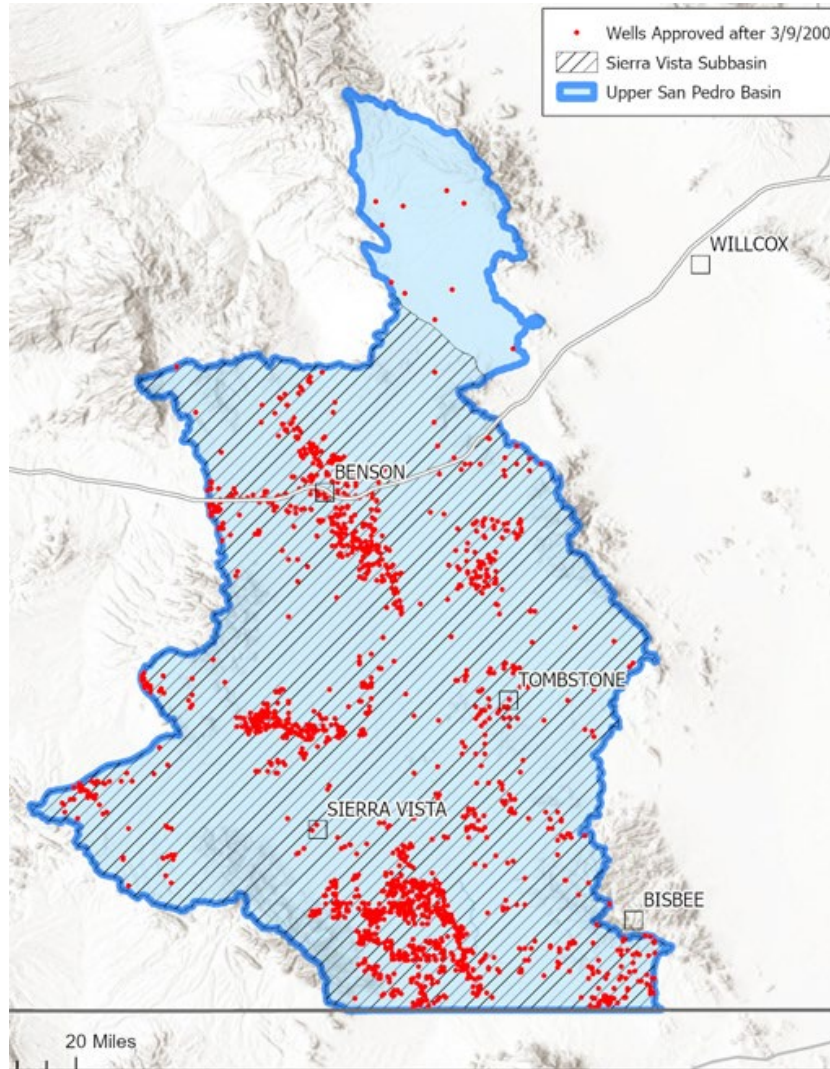 Wells Approved after 3/9/200
Sierra Vista Subbasin
Upper San Pedro Basin
WILLCOX
BENSON
TOMBSTONE
SIERRA VISTA
BISBEE
20 Miles